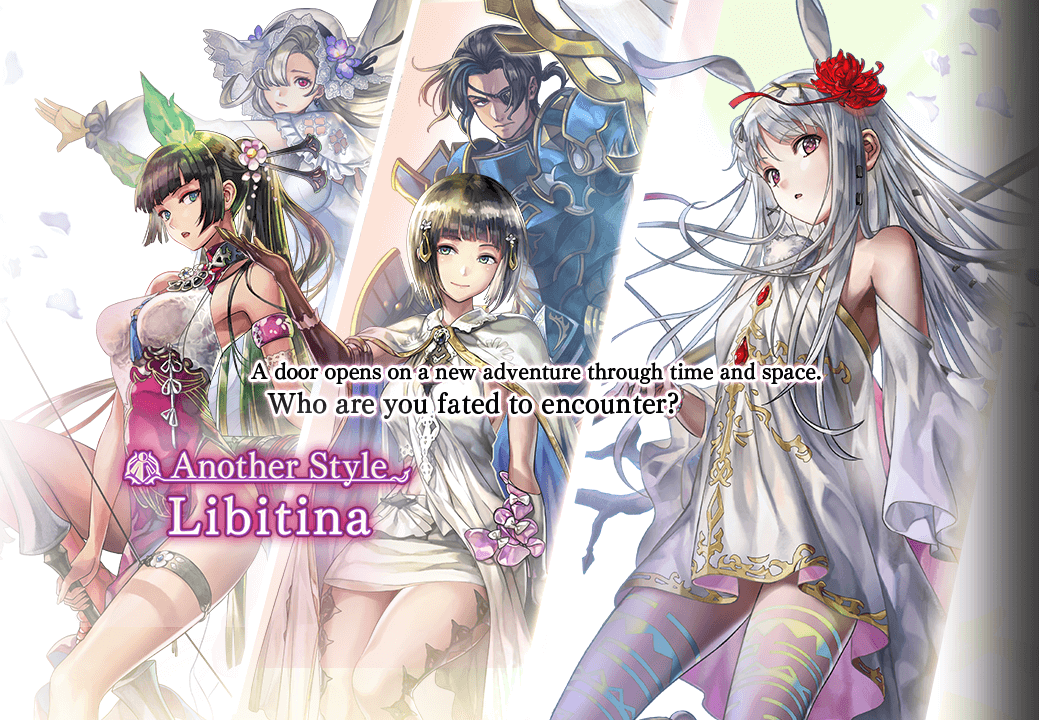 A door opens on a new adventure through time and space.
Who are you fated to encounter?
Another Style
Libitina